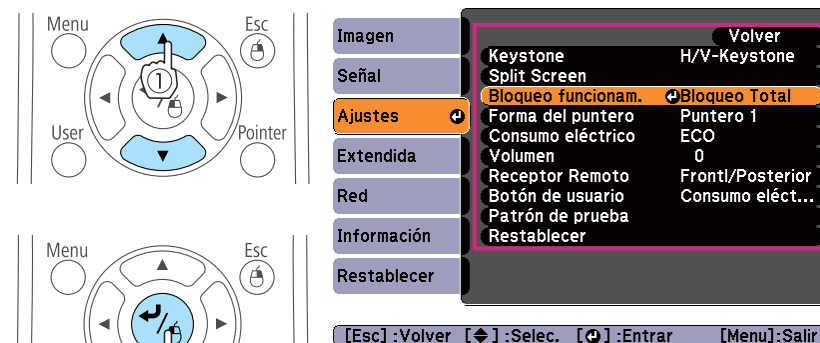 Menu
Esc
①
User
Pointer
Menu
Esc
Imagen
Señal
Ajustes
Extendida
Red
Información
Restablecer
Volver
Keystone H/V-Keystone
Split Screen
Bloqueo funcionam. Bloqueo Total
Forma del puntero Puntero 1
Consumo eléctrico ECO
Volumen 0
Receptor Remoto Frontl/Posterior
Botón de usuario Consumo eléct...
Patrón de prueba
Restablecer
[Esc] :Volver [◆] :Selec. [⏎] :Entrar [Menu]:Salir